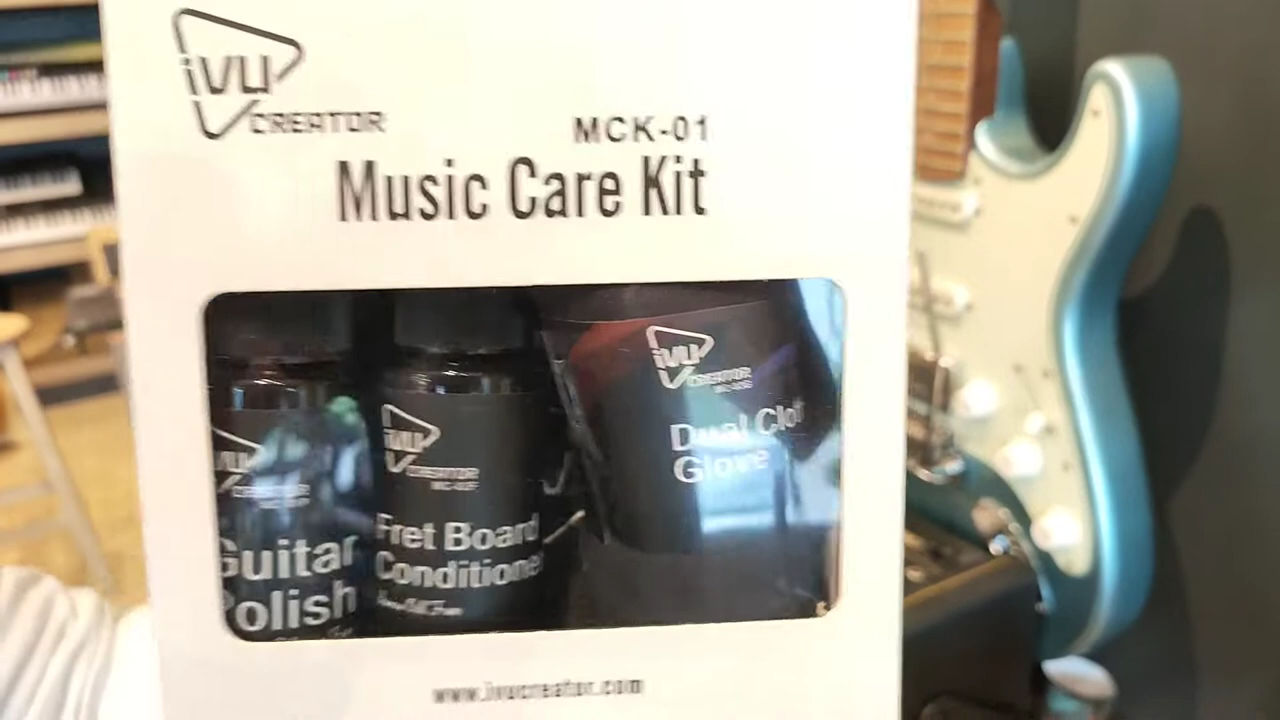 ivu
CREATOR
MCK-01
Music Care Kit
ivu
CREATOR
Guitar
Polish
ivu
CREATOR
Fret Board
Conditioner
ivu
CREATOR
Dual Clot
Glove
www.ivucreator.com